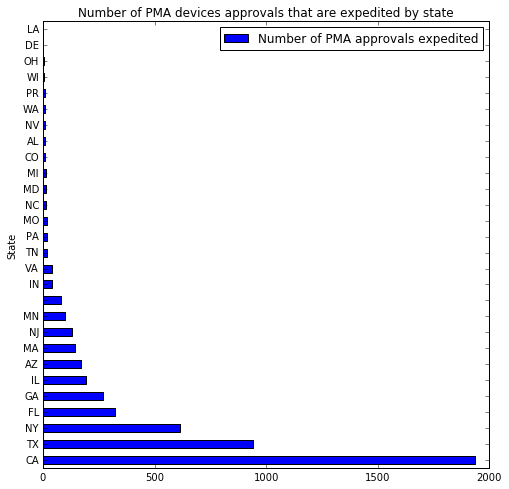 Number of PMA devices approvals that are expedited by state
Number of PMA approvals expedited
State
LA
DE
OH
WI
PR
WA
NV
AL
CO
MI
MD
NC
MO
PA
TN
VA
IN
MN
NJ
MA
AZ
IL
GA
FL
NY
TX
CA
0 500 1000 1500 2000